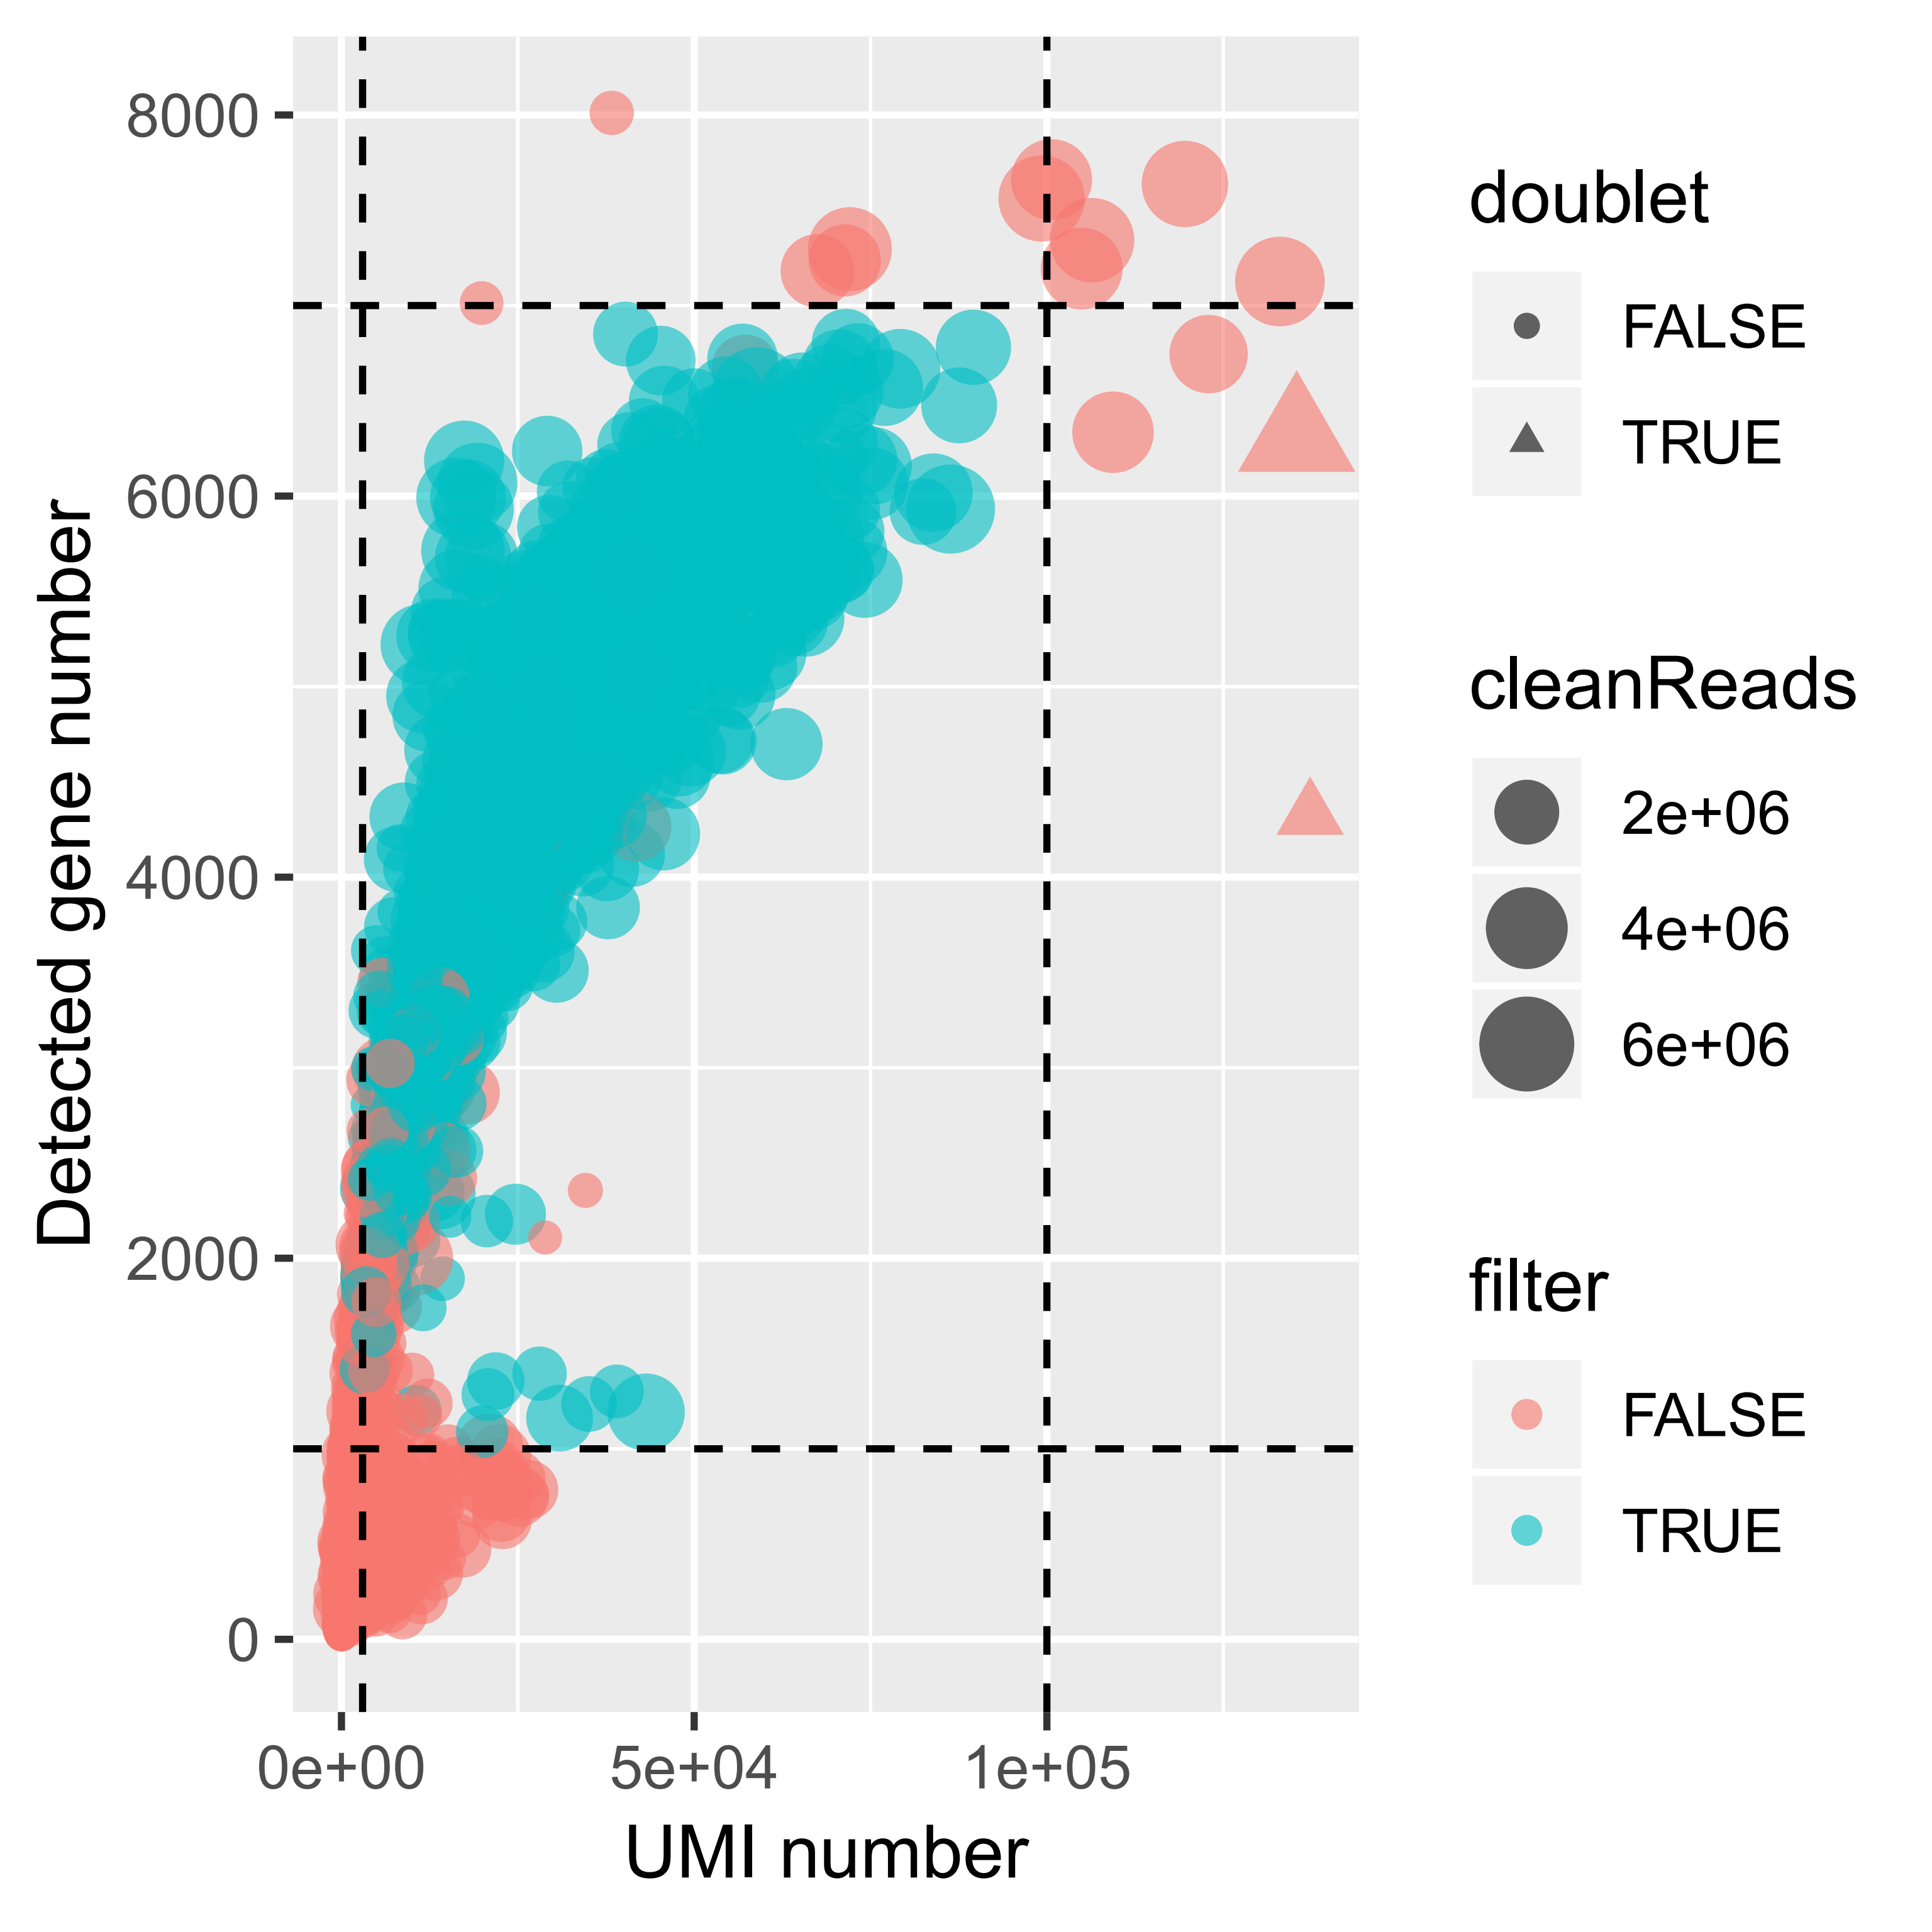 Detected gene number
8000
6000
4000
2000
0
0e+00 5e+04 1e+05
UMI number
doublet
FALSE
TRUE
cleanReads
2e+06
4e+06
6e+06
filter
FALSE
TRUE